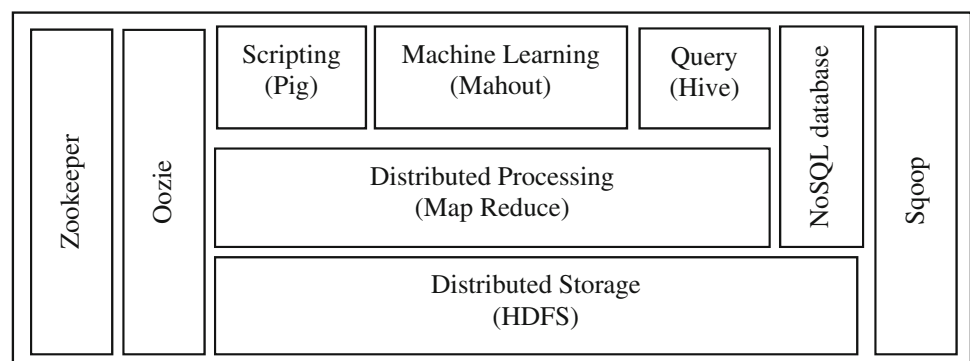 Zookeeper
Oozie
Scripting
(Pig)
Machine Learning
(Mahout)
Query
(Hive)
NoSQL database
Sqoop
Distributed Processing
(Map Reduce)
Distributed Storage
(HDFS)